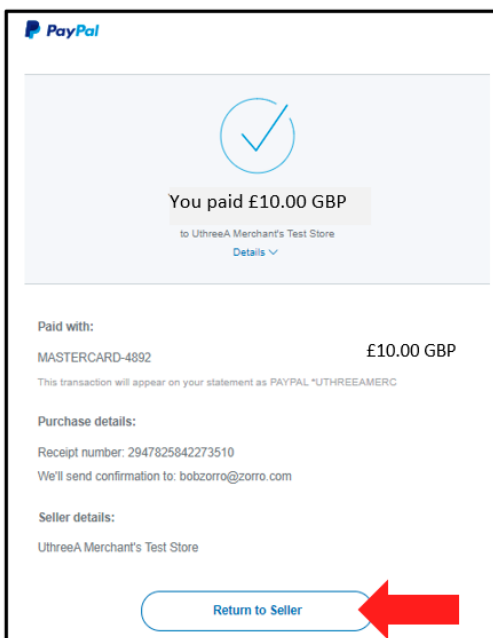 PayPal
You paid £10.00 GBP
to UthreeA Merchant's Test Store
Details
Paid with:
MASTERCARD-4892 £10.00 GBP
This transaction will appear on your statement as PAYPAL *UTHREEAMERC
Purchase details:
Receipt number: 2947825842273510
We'll send confirmation to: bobzorro@zorro.com
Seller details:
UthreeA Merchant's Test Store
Return to Seller